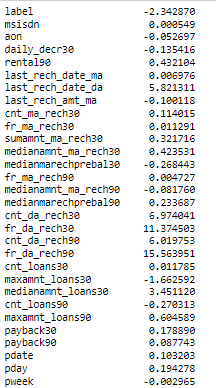 label -2.342870
msisdn 0.000549
aon -0.052697
daily_decr30 -0.135416
rental90 0.432104
last_rech_date_ma 0.006976
last_rech_date_da 5.821311
last_rech_amt_ma -0.100118
cnt_ma_rech30 0.114015
fr_ma_rech30 0.011291
sumamnt_ma_rech30 0.321716
medianamnt_ma_rech30 0.423531
medianmarechprebal30 -0.268443
fr_ma_rech90 0.004727
medianamnt_ma_rech90 -0.081760
medianmarechprebal90 0.233687
cnt_da_rech30 6.974041
fr_da_rech30 11.374503
cnt_da_rech90 6.019753
fr_da_rech90 15.563951
cnt_loans30 0.011785
maxamnt_loans30 -1.662592
medianamnt_loans30 3.451120
cnt_loans90 -0.270313
maxamnt_loans90 0.604589
payback30 0.178890
payback90 0.087743
pdate 0.103203
pday 0.194278
pweek -0.002965